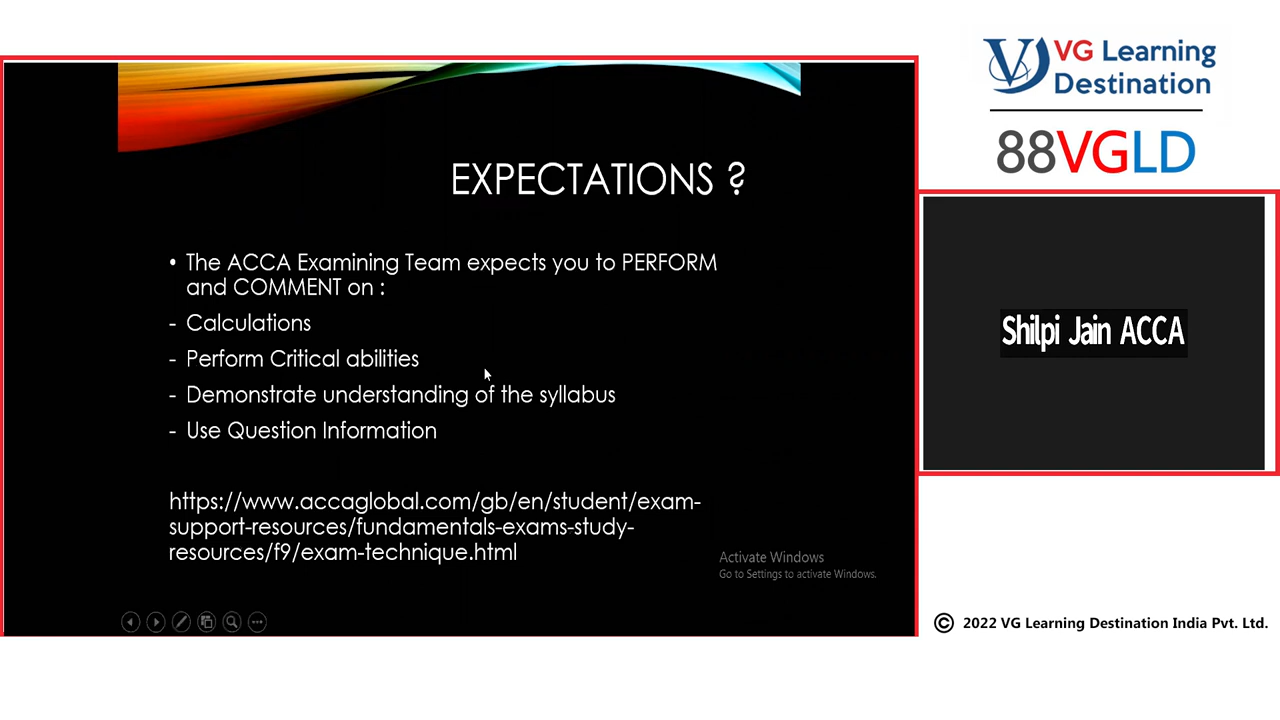 EXPECTATIONS ?
• The ACCA Examining Team expects you to PERFORM
and COMMENT on :
- Calculations
- Perform Critical abilities
- Demonstrate understanding of the syllabus
- Use Question Information
https://www.accaglobal.com/gb/en/student/exam-
support-resources/fundamentals-exams-study-
resources/f9/exam-technique.html
Activate Windows
Go to Settings to activate Windows.
VG Learning
Destination
88VGLD
Shilpi Jain ACCA
© 2022 VG Learning Destination India Pvt. Ltd.